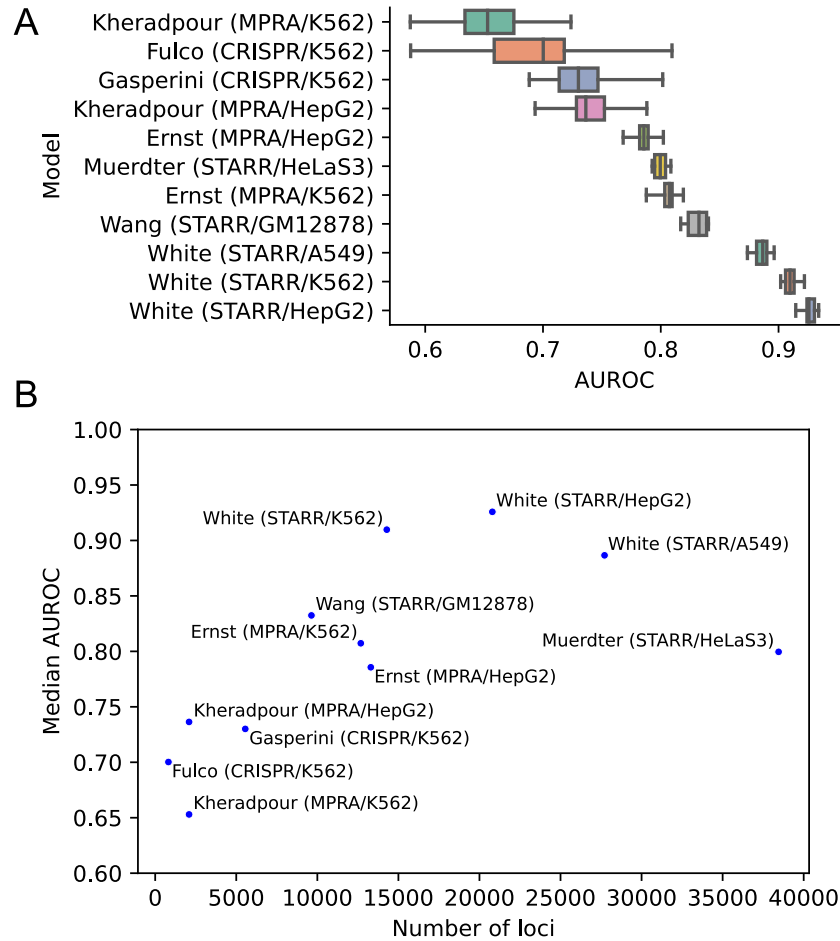 A
Model
Kheradpour (MPRA/K562)
Fulco (CRISPR/K562)
Gasperini (CRISPR/K562)
Kheradpour (MPRA/HepG2)
Ernst (MPRA/HepG2)
Muerdter (STARR/HeLaS3)
Ernst (MPRA/K562)
Wang (STARR/GM12878)
White (STARR/A549)
White (STARR/K562)
White (STARR/HepG2)
0.6 0.7 0.8 0.9
AUROC
B
Median AUROC
1.00
0.95
0.90
0.85
0.80
0.75
0.70
0.65
0.60
White (STARR/HepG2)
White (STARR/K562)
White (STARR/A549)
Wang (STARR/GM12878)
Ernst (MPRA/K562)
Muerdter (STARR/HeLaS3)
Ernst (MPRA/HepG2)
Kheradpour (MPRA/HepG2)
Gasperini (CRISPR/K562)
Fulco (CRISPR/K562)
Kheradpour (MPRA/K562)
0 5000 10000 15000 20000 25000 30000 35000 40000
Number of loci